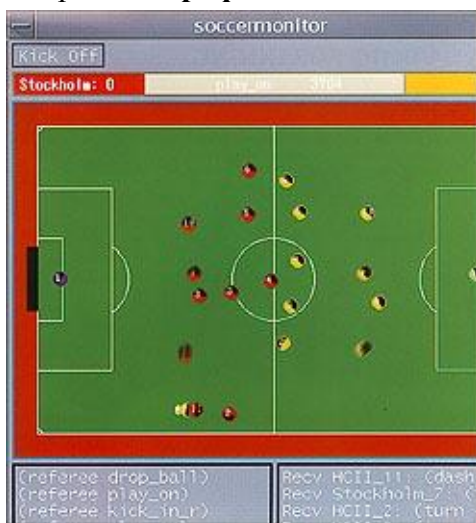 soccermonitor
Kick Off
Stockholm: 0 play_on 3704
(referee drop_ball)
(referee play_on)
(referee kick_in_r)
Recv HCII_11: (dash
Recv Stockholm_7: (
Recv HCII_2: (turn